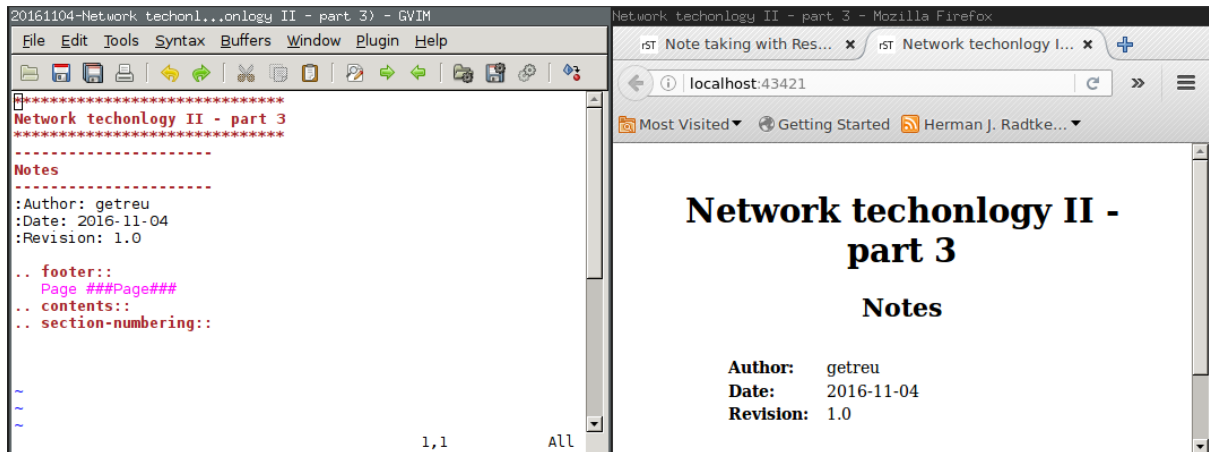 20161104-Network techonl...onlogy II - part 3) - GVIM
File Edit Tools Syntax Buffers Window Plugin Help
******************************
Network techonlogy II - part 3
******************************
----------------------
Notes
----------------------
:Author: getreu
:Date: 2016-11-04
:Revision: 1.0
.. footer::
   Page ###Page###
.. contents::
.. section-numbering::
~
~
~
1,1 All
Network techonlogy II - part 3 - Mozilla Firefox
rST Note taking with Res... × rST Network techonlogy I... ×
localhost:43421
Most Visited Getting Started Herman J. Radtke...
Network techonlogy II -
part 3
Notes
Author: getreu
Date: 2016-11-04
Revision: 1.0